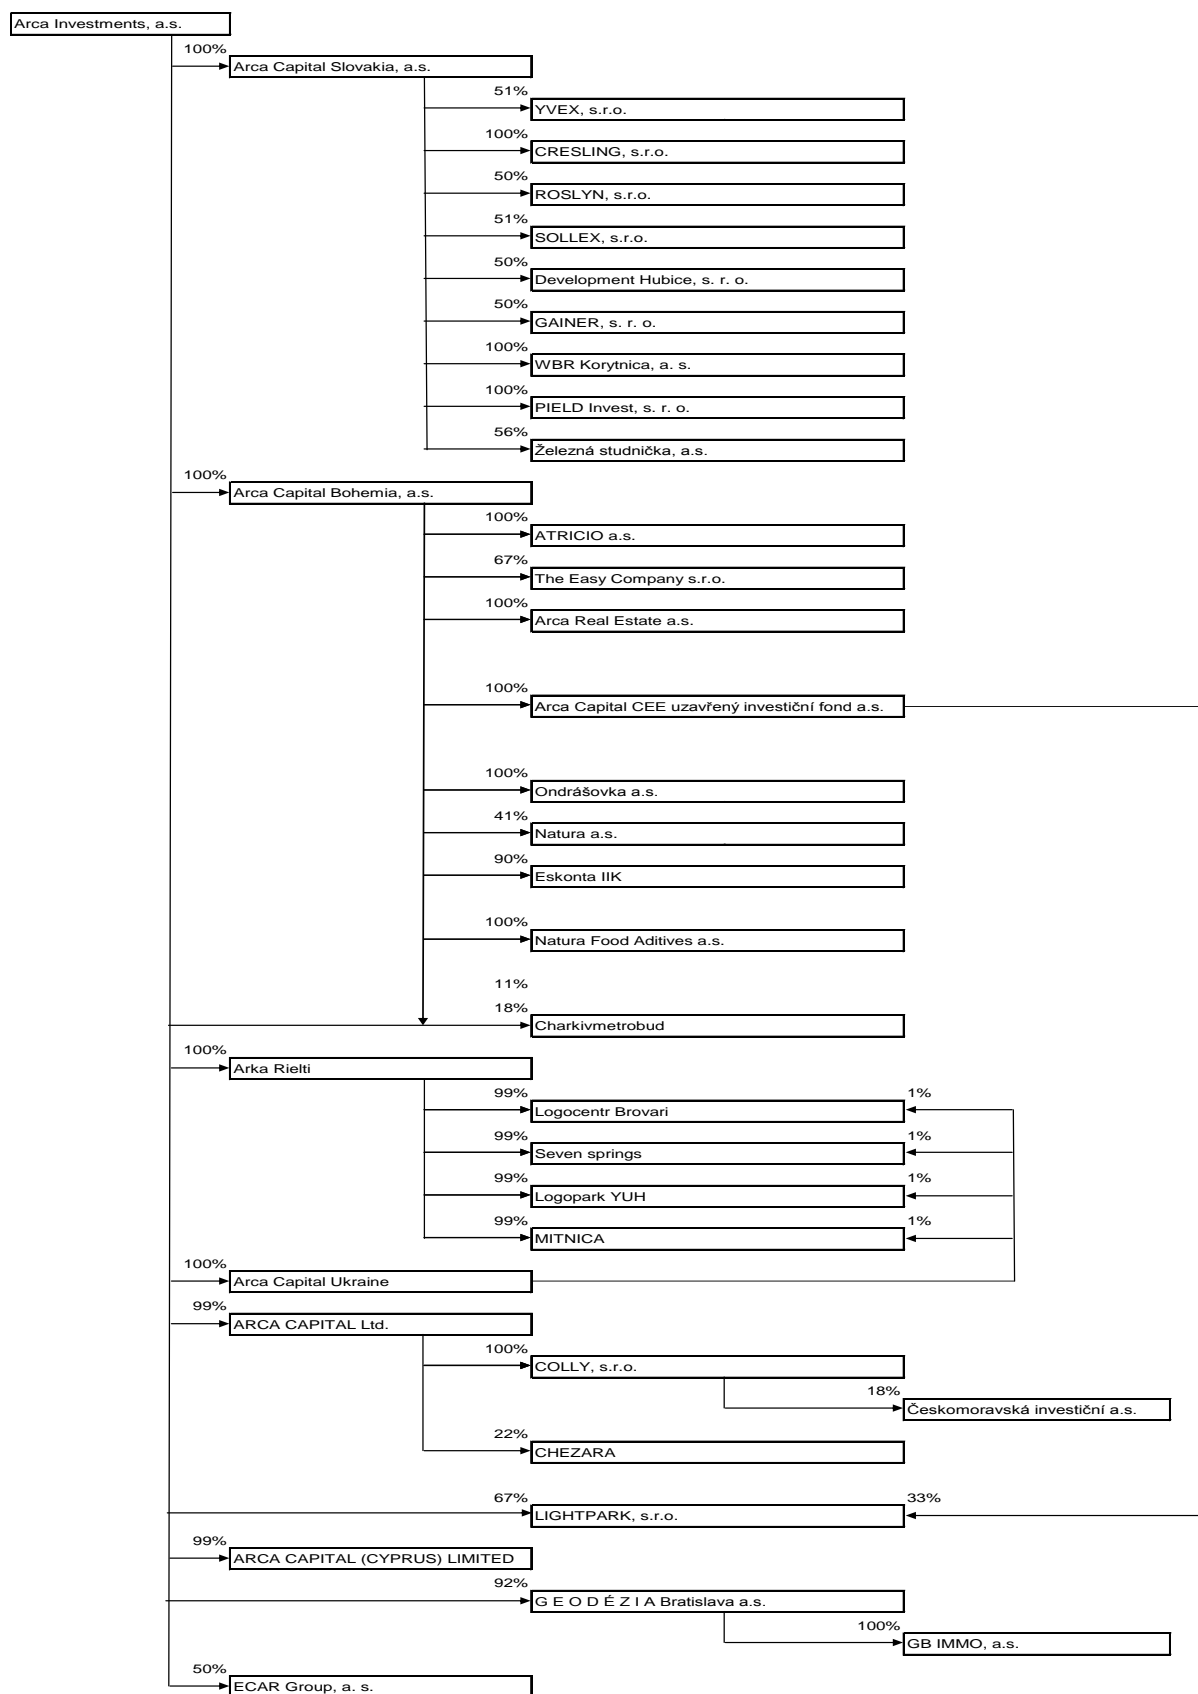 Arca Investments, a.s.
100%
Arca Capital Slovakia, a.s.
51%
YVEX, s.r.o.
100%
CRESLING, s.r.o.
50%
ROSLYN, s.r.o.
51%
SOLLEX, s.r.o.
50%
Development Hubice, s. r. o.
50%
GAINER, s. r. o.
100%
WBR Korytnica, a. s.
100%
PIELD Invest, s. r. o.
56%
Železná studnička, a.s.
100%
Arca Capital Bohemia, a.s.
100%
ATRICIO a.s.
67%
The Easy Company s.r.o.
100%
Arca Real Estate a.s.
100%
Arca Capital CEE uzavřený investiční fond a.s.
100%
Ondrášovka a.s.
41%
Natura a.s.
90%
Eskonta IIK
100%
Natura Food Aditives a.s.
11%
18%
Charkivmetrobud
100%
Arka Rielti
99% 1%
Logocentr Brovari
99% 1%
Seven springs
99% 1%
Logopark YUH
99% 1%
MITNICA
100%
Arca Capital Ukraine
99%
ARCA CAPITAL Ltd.
100%
COLLY, s.r.o.
18%
Českomoravská investiční a.s.
22%
CHEZARA
67% 33%
LIGHTPARK, s.r.o.
99%
ARCA CAPITAL (CYPRUS) LIMITED
92%
G E O D É Z I A Bratislava a.s.
100%
GB IMMO, a.s.
50%
ECAR Group, a. s.